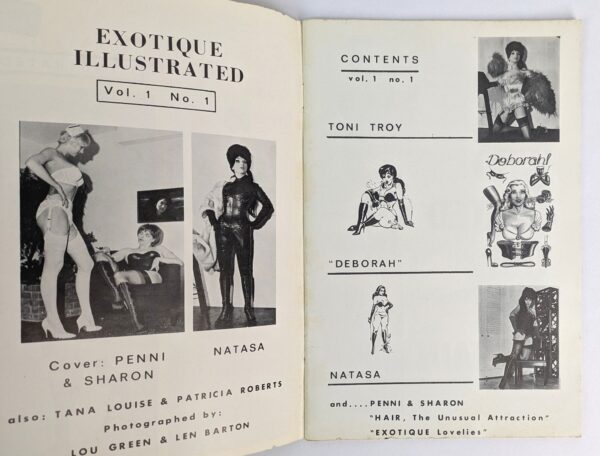 EXOTIQUE
ILLUSTRATED
Vol. 1 No. 1
Cover: PENNI
& SHARON
NATASA
also: TANA LOUISE & PATRICIA ROBERTS
Photographed by:
LOU GREEN & LEN BARTON
CONTENTS
vol. 1 no. 1
TONI TROY
Deborah!
"DEBORAH"
NATASA
and....PENNI & SHARON
"HAIR, The Unusual Attraction"
"EXOTIQUE Lovelies"